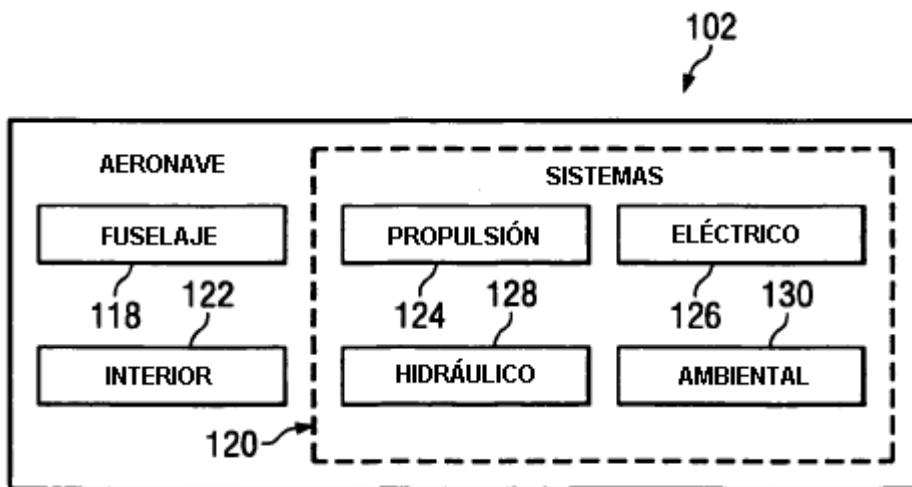 102
AERONAVE
SISTEMAS
FUSELAJE
PROPULSIÓN
ELÉCTRICO
118
122
124
128
126
130
INTERIOR
HIDRÁULICO
AMBIENTAL
120